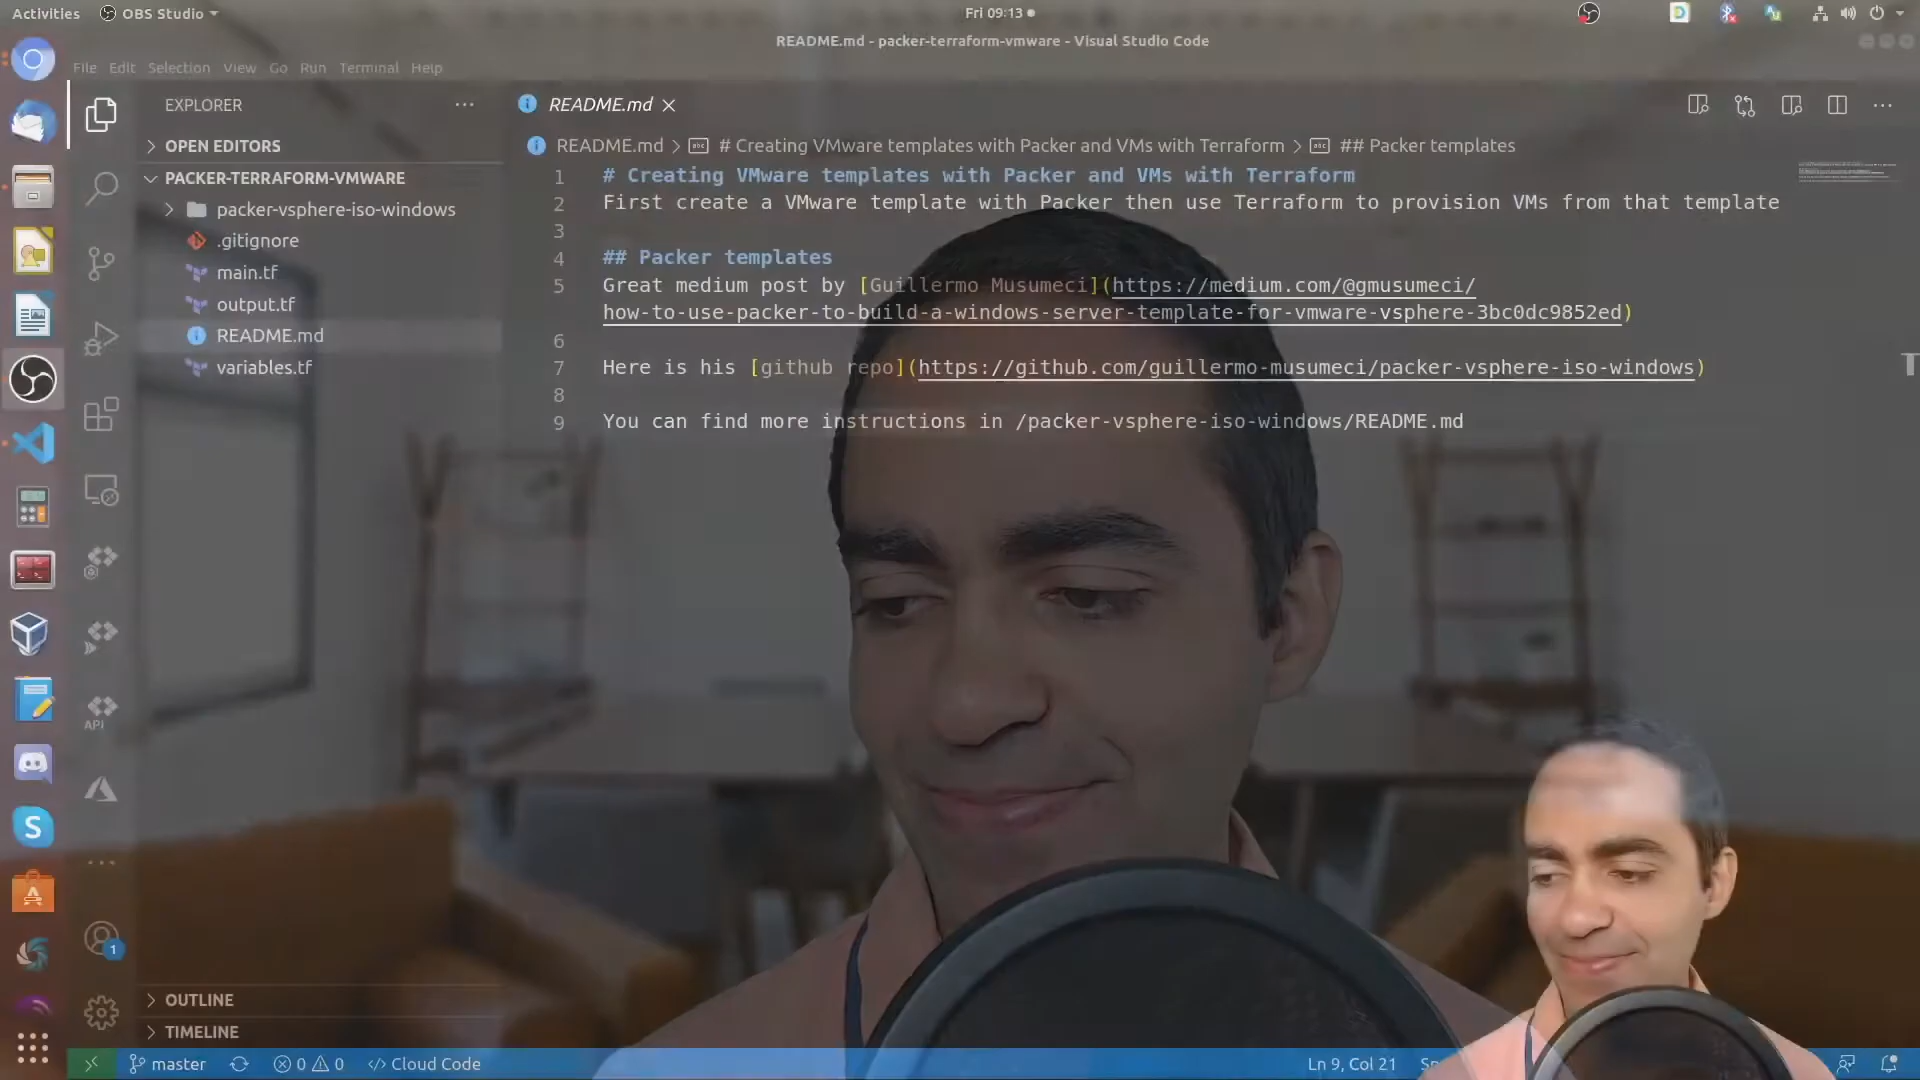 Activities OBS Studio Fri 09:13
README.md - packer-terraform-vmware - Visual Studio Code
File Edit Selection View Go Run Terminal Help
EXPLORER
README.md
OPEN EDITORS
README.md > # Creating VMware templates with Packer and VMs with Terraform > ## Packer templates
PACKER-TERRAFORM-VMWARE
packer-vsphere-iso-windows
.gitignore
main.tf
output.tf
README.md
variables.tf
1 # Creating VMware templates with Packer and VMs with Terraform
2 First create a VMware template with Packer then use Terraform to provision VMs from that template
3
4 ## Packer templates
5 Great medium post by [Guillermo Musumeci](https://medium.com/@gmusumeci/
how-to-use-packer-to-build-a-windows-server-template-for-vmware-vsphere-3bc0dc9852ed)
6
7 Here is his [github repo](https://github.com/guillermo-musumeci/packer-vsphere-iso-windows)
8
9 You can find more instructions in /packer-vsphere-iso-windows/README.md
API
1
OUTLINE
TIMELINE
master 0 0 Cloud Code
Ln 9, Col 21